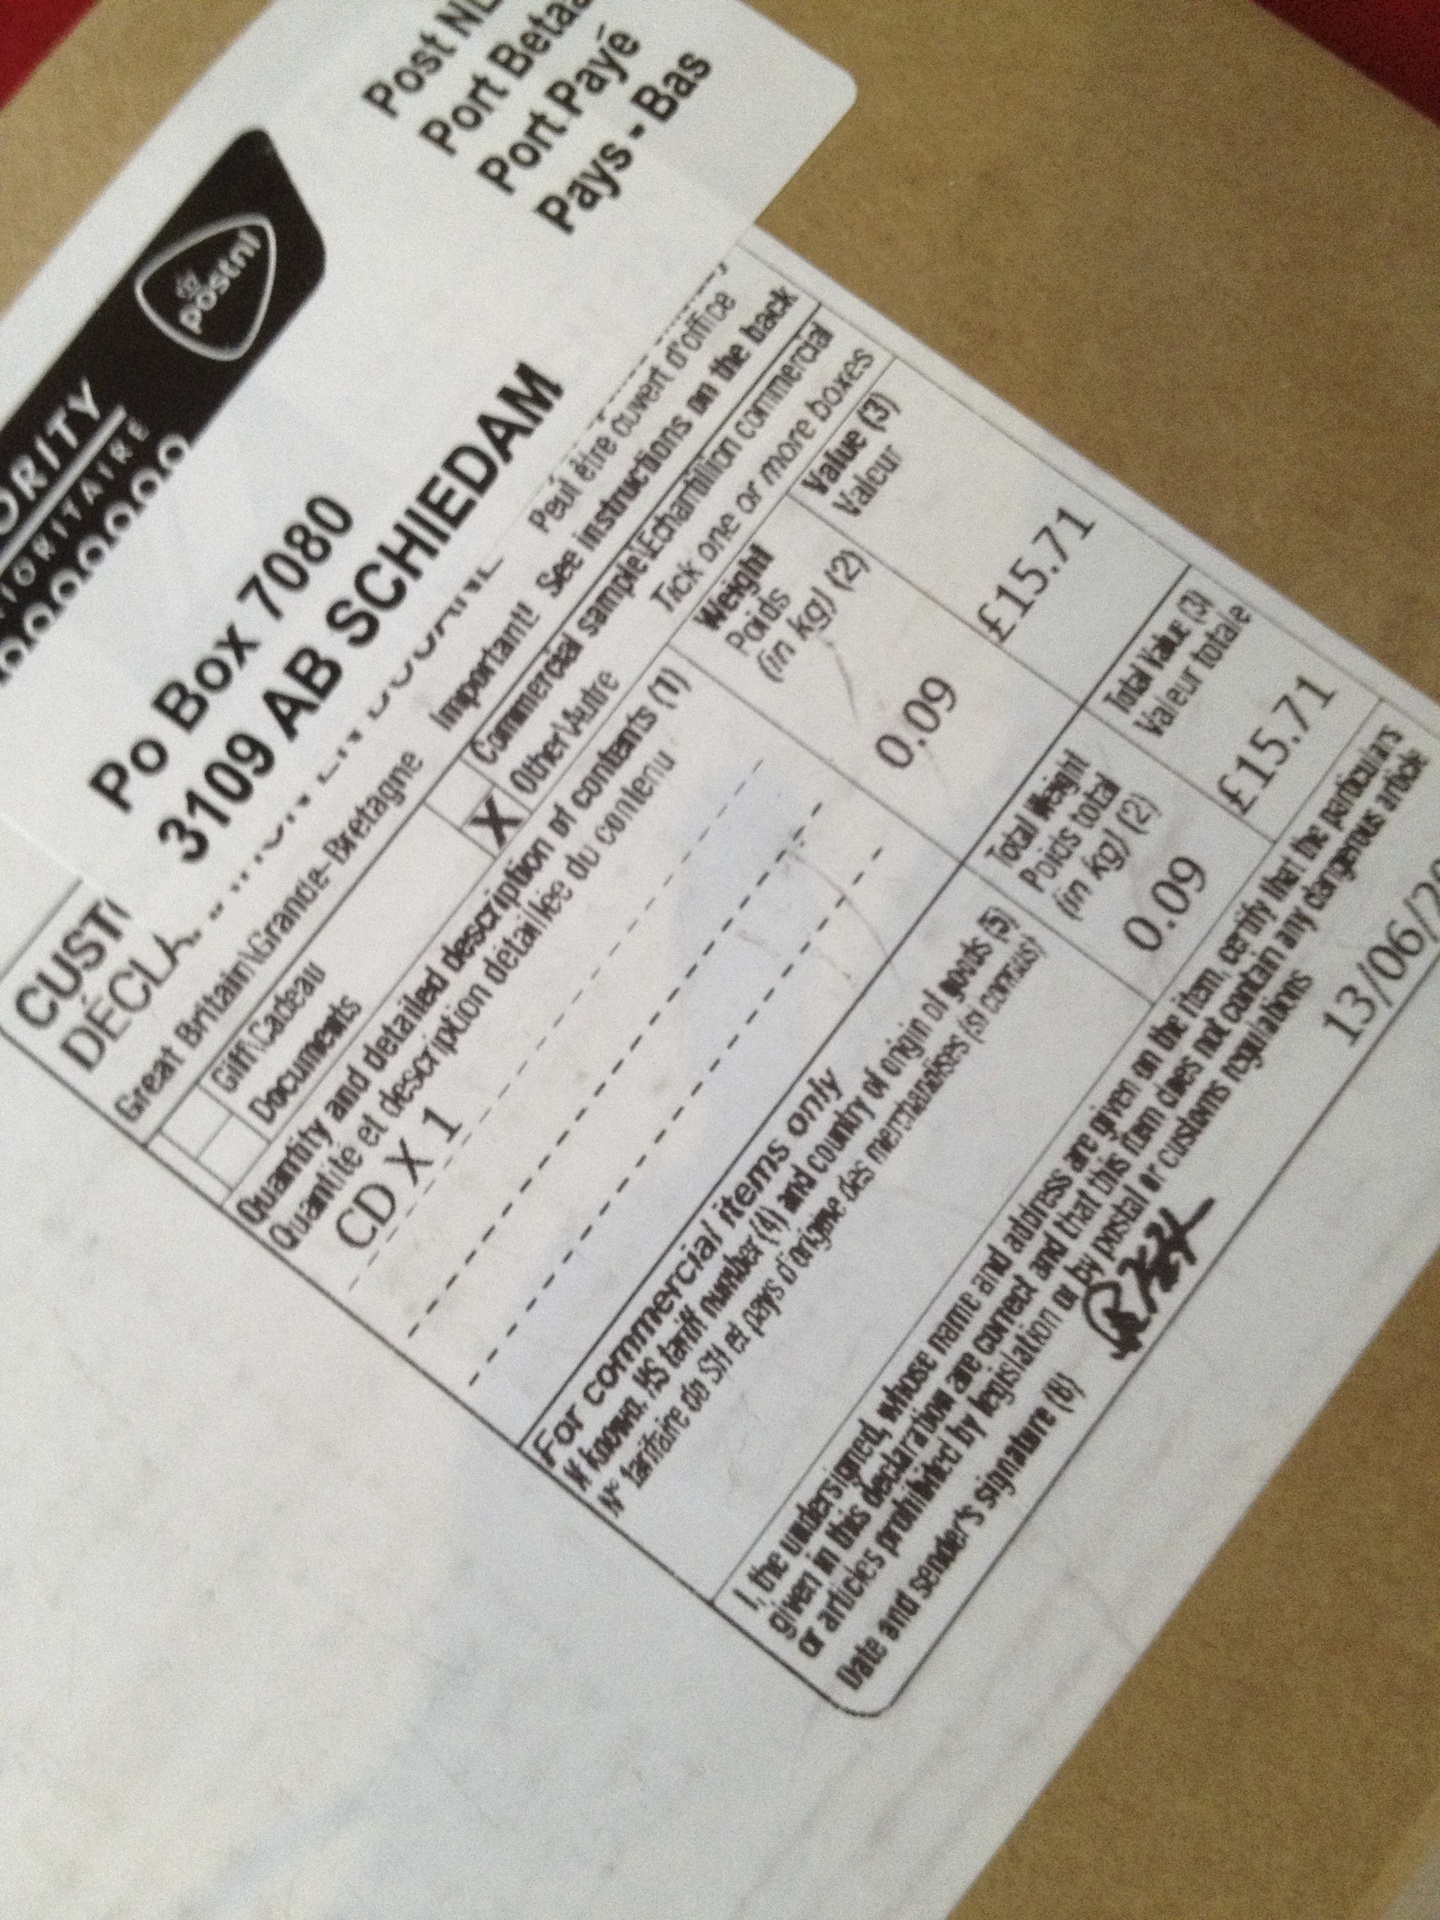 Post NL
Port Betaa
Port Payé
Pays - Bas
postnl
ORITY
IORITAIRE
Po Box 7080
3109 AB SCHIEDAM
CUST
DÉCLA
Peut être ouvert d'office
Great Britain\Grande-Bretagne Important! See instructions on the back
Gift\Cadeau Commercial sample\Echantillion commercial
Documents X Other\Autre Tick one or more boxes
Quantity and detailed description of contents (1)
Quantité et description détaillée du contenu
Weight
Poids
(in kg) (2)
Value (3)
Valeur
CD X 1 0.09 £15.71
For commercial items only
If known, HS tariff number (4) and country of origin of goods (5)
N° tarifaire do SH et pays d'origine des merchandises (si connus)
Total Weight
Poids total
(in kg) (2)
0.09
Total Value (3)
Valeur totale
£15.71
I, the undersigned, whose name and address are given on the item, certify that the particulars
given in this declaration are correct and that this item does not contain any dangerous article
or articles prohibited by legislation or by postal or customs regulations
Date and sender's signature (8) 13/06/20